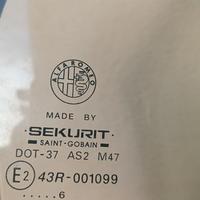 ALFA ROMEO
MADE BY
SEKURIT
SAINT-GOBAIN
DOT-37 AS2 M47
E2 43R-001099
.....6